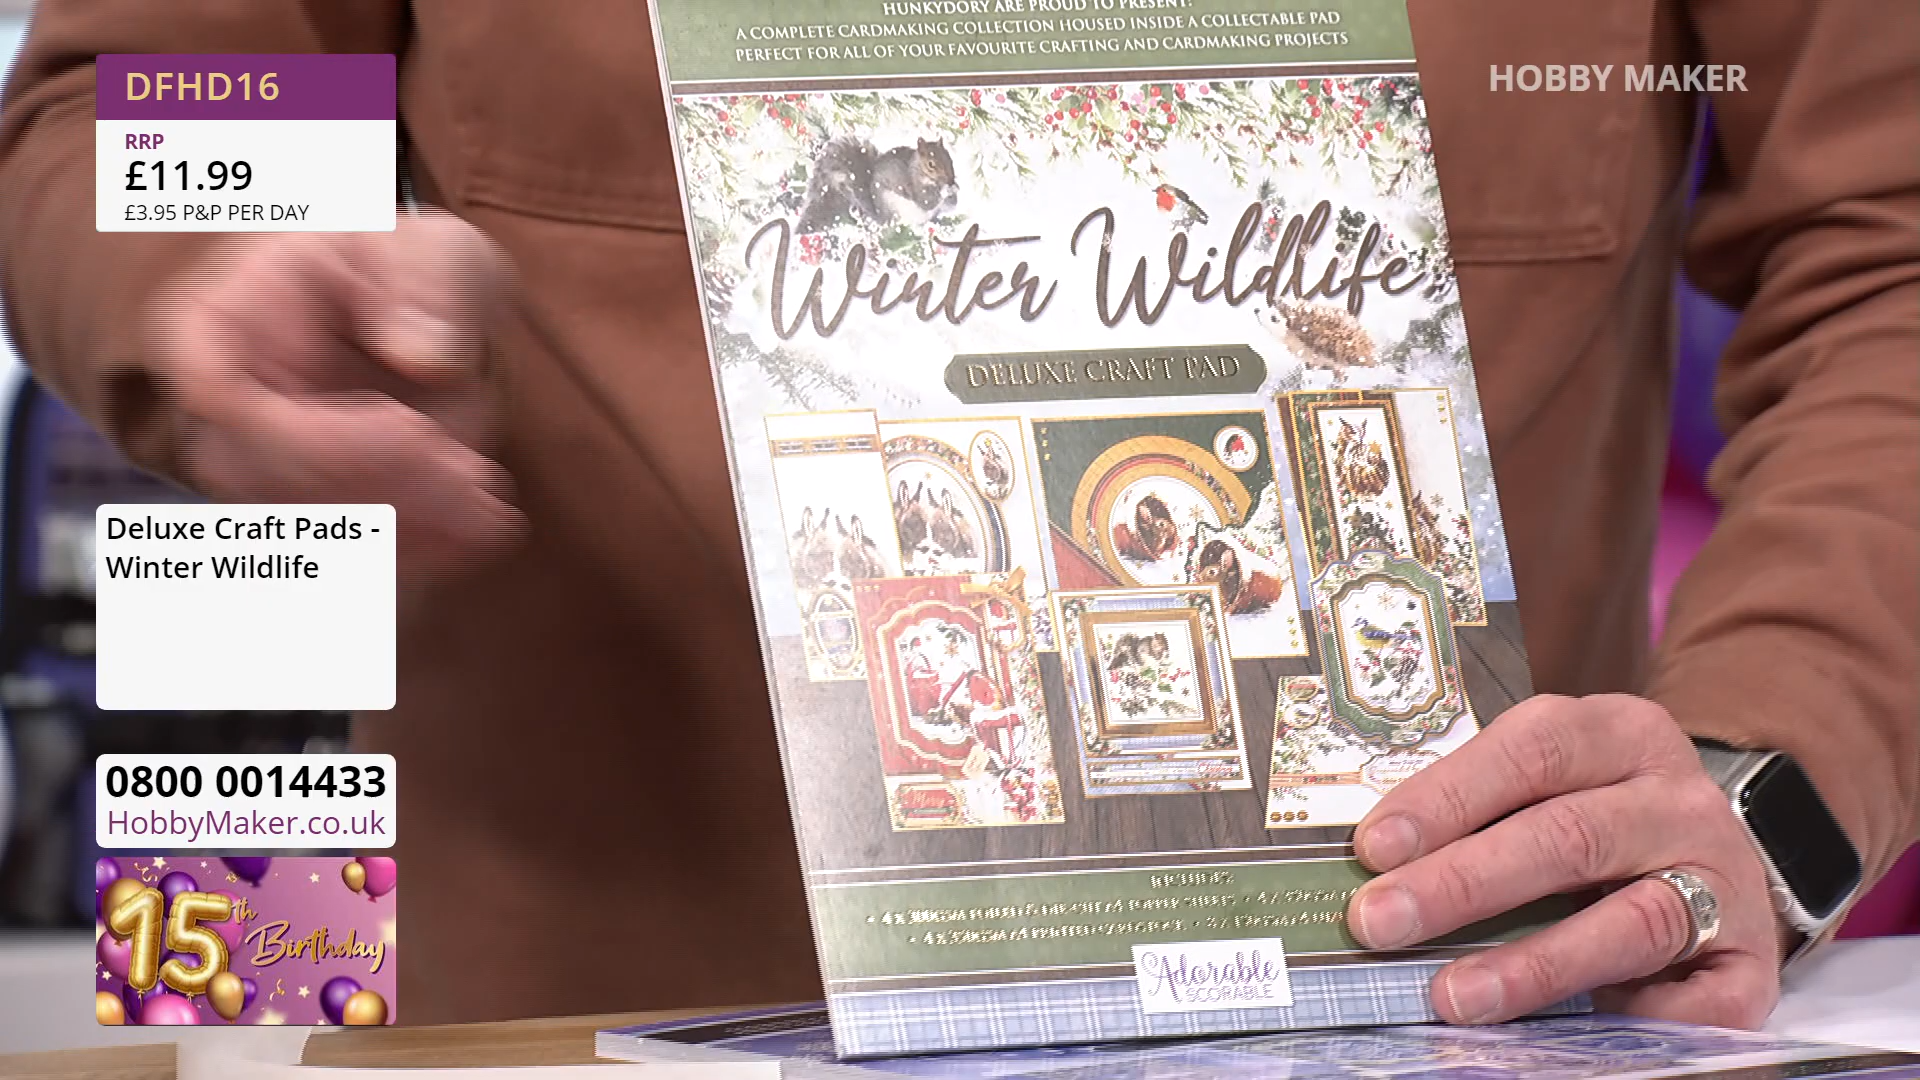 DFHD16
RRP
£11.99
£3.95 P&P PER DAY
Deluxe Craft Pads -
Winter Wildlife
0800 0014433
HobbyMaker.co.uk
15th
Birthday
HOBBY MAKER
HUNKYDORY ARE PROUD TO PRESENT:
A COMPLETE CARDMAKING COLLECTION HOUSED INSIDE A COLLECTABLE PAD
PERFECT FOR ALL OF YOUR FAVOURITE CRAFTING AND CARDMAKING PROJECTS
Winter Wildlife
DELUXE CRAFT PAD
Merry
INCLUDES:
Adorable
SCORABLE